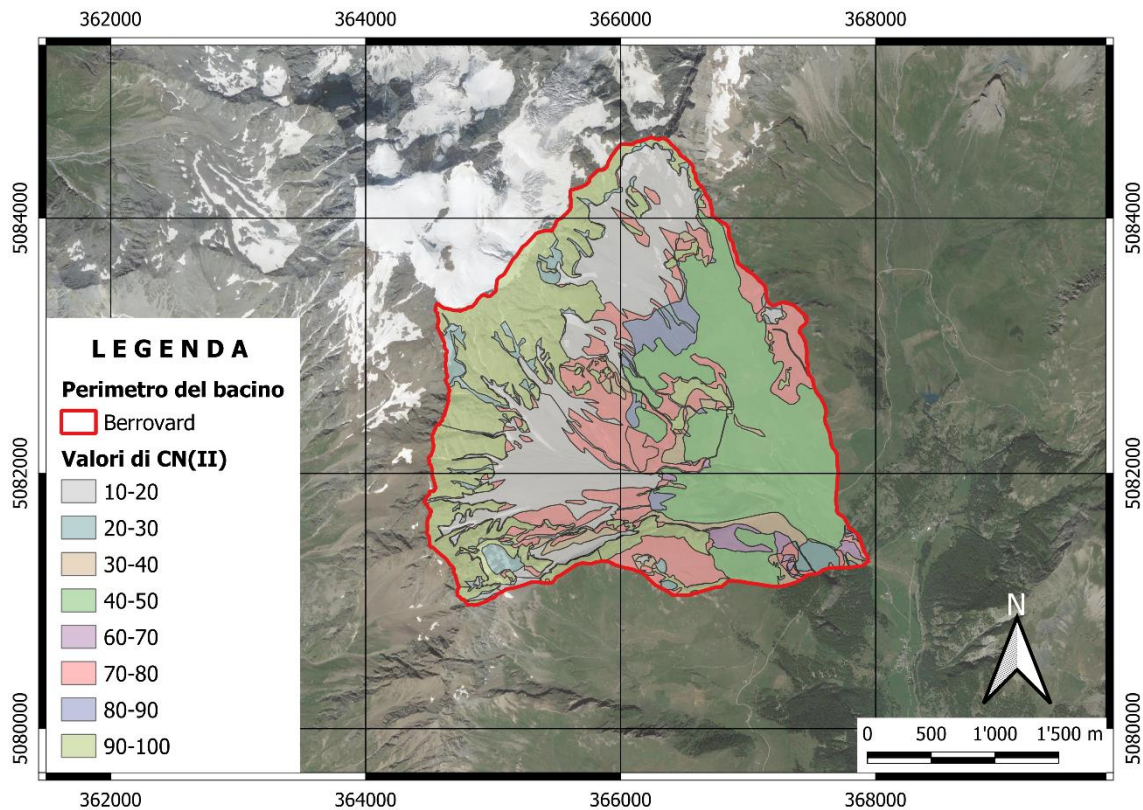 362000 364000 366000 368000
5084000 5084000
5082000 5082000
5080000 5080000
LEGENDA
Perimetro del bacino
Berrovard
Valori di CN(II)
10-20
20-30
30-40
40-50
60-70
70-80
80-90
90-100
N
0 500 1'000 1'500 m
362000 364000 366000 368000